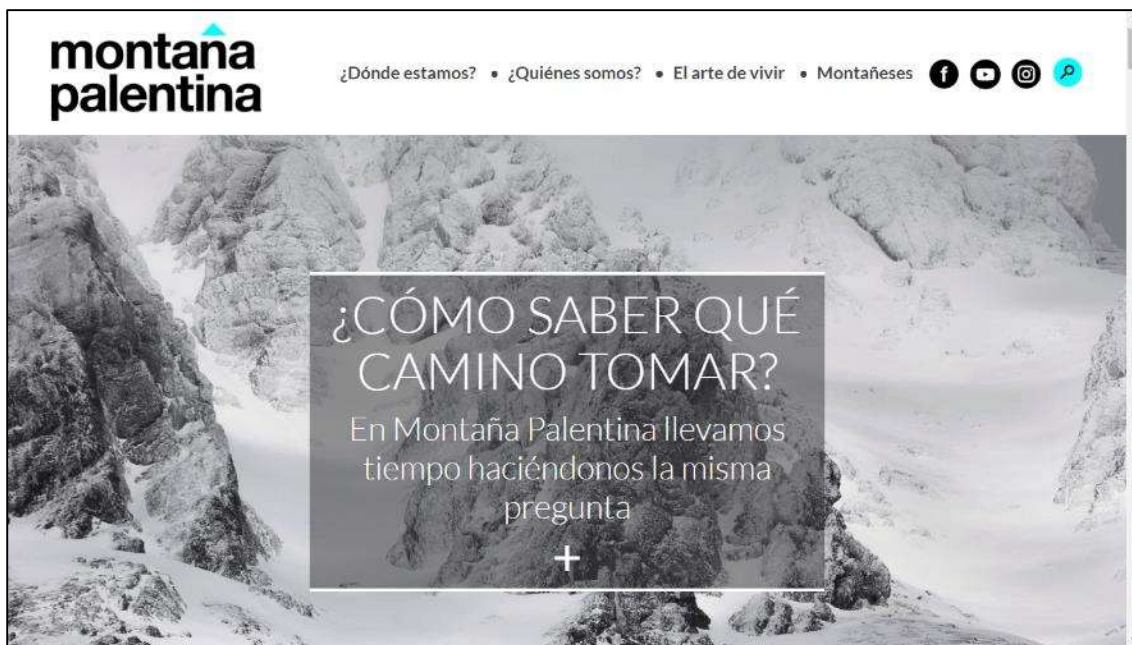 montaña
palentina
¿Dónde estamos? • ¿Quiénes somos? • El arte de vivir • Montañeses
¿CÓMO SABER QUÉ
CAMINO TOMAR?
En Montaña Palentina llevamos
tiempo haciéndonos la misma
pregunta
+